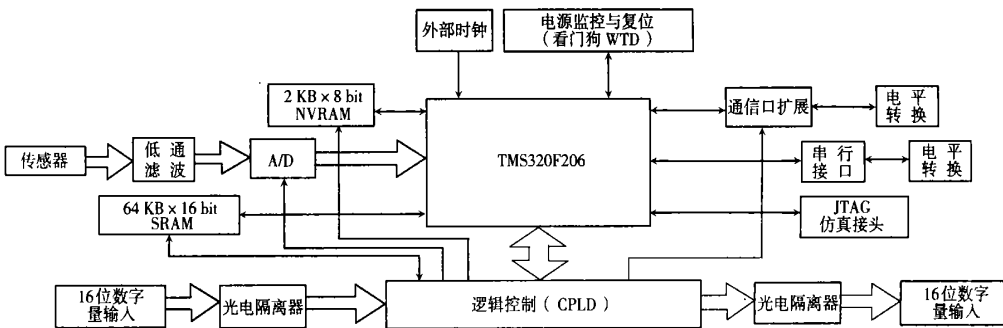 外部时钟
电源监控与复位
(看门狗 WTD)
2 KB × 8 bit
NVRAM
通信口扩展
电 平
转 换
传感器
低 通
滤 波
A/D
TMS320F206
串 行
接 口
电 平
转 换
64 KB × 16 bit
SRAM
JTAG
仿真接头
16位数字
量输入
光电隔离器
逻辑控制(CPLD)
光电隔离器
16位数字
量输入